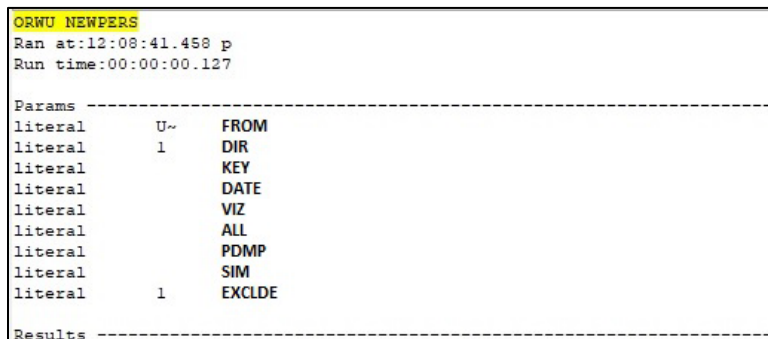 ORWU NEWPERS
Ran at:12:08:41.458 p
Run time:00:00:00.127
Params ------------------------------------------------------------------
literal U~ FROM
literal 1 DIR
literal KEY
literal DATE
literal VIZ
literal ALL
literal PDMP
literal SIM
literal 1 EXCLDE
Results -----------------------------------------------------------------